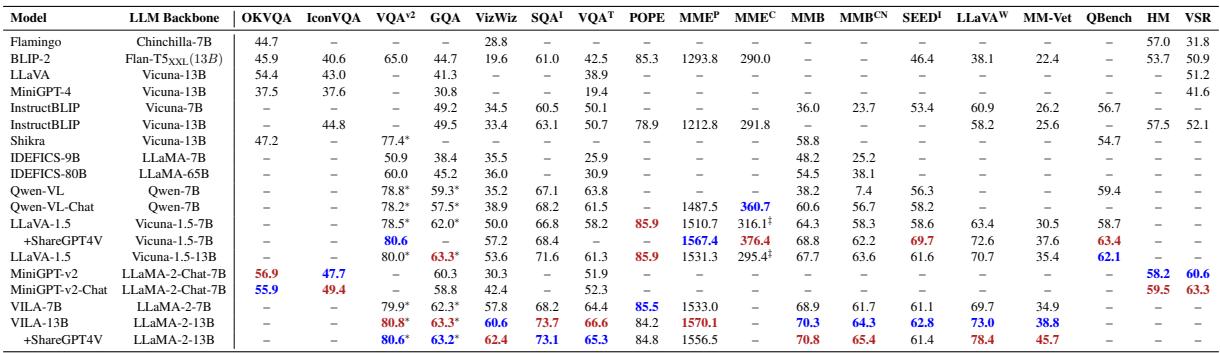 Model LLM Backbone OKVQA IconVQA VQAᵛ² GQA VizWiz SQAᴵ VQAᵀ POPE MMEᴾ MMEᶜ MMB MMBᶜᴺ SEEDᴵ LLaVAᵂ MM-Vet QBench HM VSR
Flamingo Chinchilla-7B 44.7 – – – 28.8 – – – – – – – – – – – 57.0 31.8
BLIP-2 Flan-T5XXL(13B) 45.9 40.6 65.0 44.7 19.6 61.0 42.5 85.3 1293.8 290.0 – – 46.4 38.1 22.4 – 53.7 50.9
LLaVA Vicuna-13B 54.4 43.0 – 41.3 – – 38.9 – – – – – – – – – – 51.2
MiniGPT-4 Vicuna-13B 37.5 37.6 – 30.8 – – 19.4 – – – – – – – – – – 41.6
InstructBLIP Vicuna-7B – – – 49.2 34.5 60.5 50.1 – – – 36.0 23.7 53.4 60.9 26.2 56.7 – –
InstructBLIP Vicuna-13B – 44.8 – 49.5 33.4 63.1 50.7 78.9 1212.8 291.8 – – – 58.2 25.6 – 57.5 52.1
Shikra Vicuna-13B 47.2 – 77.4* – – – – – – – 58.8 – – – – 54.7 – –
IDEFICS-9B LLaMA-7B – – 50.9 38.4 35.5 – 25.9 – – – 48.2 25.2 – – – – – –
IDEFICS-80B LLaMA-65B – – 60.0 45.2 36.0 – 30.9 – – – 54.5 38.1 – – – – – –
Qwen-VL Qwen-7B – – 78.8* 59.3* 35.2 67.1 63.8 – – – 38.2 7.4 56.3 – – 59.4 – –
Qwen-VL-Chat Qwen-7B – – 78.2* 57.5* 38.9 68.2 61.5 – 1487.5 360.7 60.6 56.7 58.2 – – – – –
LLaVA-1.5 Vicuna-1.5-7B – – 78.5* 62.0* 50.0 66.8 58.2 85.9 1510.7 316.1‡ 64.3 58.3 58.6 63.4 30.5 58.7 – –
+ShareGPT4V Vicuna-1.5-7B – – 80.6 – 57.2 68.4 – – 1567.4 376.4 68.8 62.2 69.7 72.6 37.6 63.4 – –
LLaVA-1.5 Vicuna-1.5-13B – – 80.0* 63.3* 53.6 71.6 61.3 85.9 1531.3 295.4‡ 67.7 63.6 61.6 70.7 35.4 62.1 – –
MiniGPT-v2 LLaMA-2-Chat-7B 56.9 47.7 – 60.3 30.3 – 51.9 – – – – – – – – – 58.2 60.6
MiniGPT-v2-Chat LLaMA-2-Chat-7B 55.9 49.4 – 58.8 42.4 – 52.3 – – – – – – – – – 59.5 63.3
VILA-7B LLaMA-2-7B – – 79.9* 62.3* 57.8 68.2 64.4 85.5 1533.0 – 68.9 61.7 61.1 69.7 34.9 – – –
VILA-13B LLaMA-2-13B – – 80.8* 63.3* 60.6 73.7 66.6 84.2 1570.1 – 70.3 64.3 62.8 73.0 38.8 – – –
+ShareGPT4V LLaMA-2-13B – – 80.6* 63.2* 62.4 73.1 65.3 84.8 1556.5 – 70.8 65.4 61.4 78.4 45.7 – – –